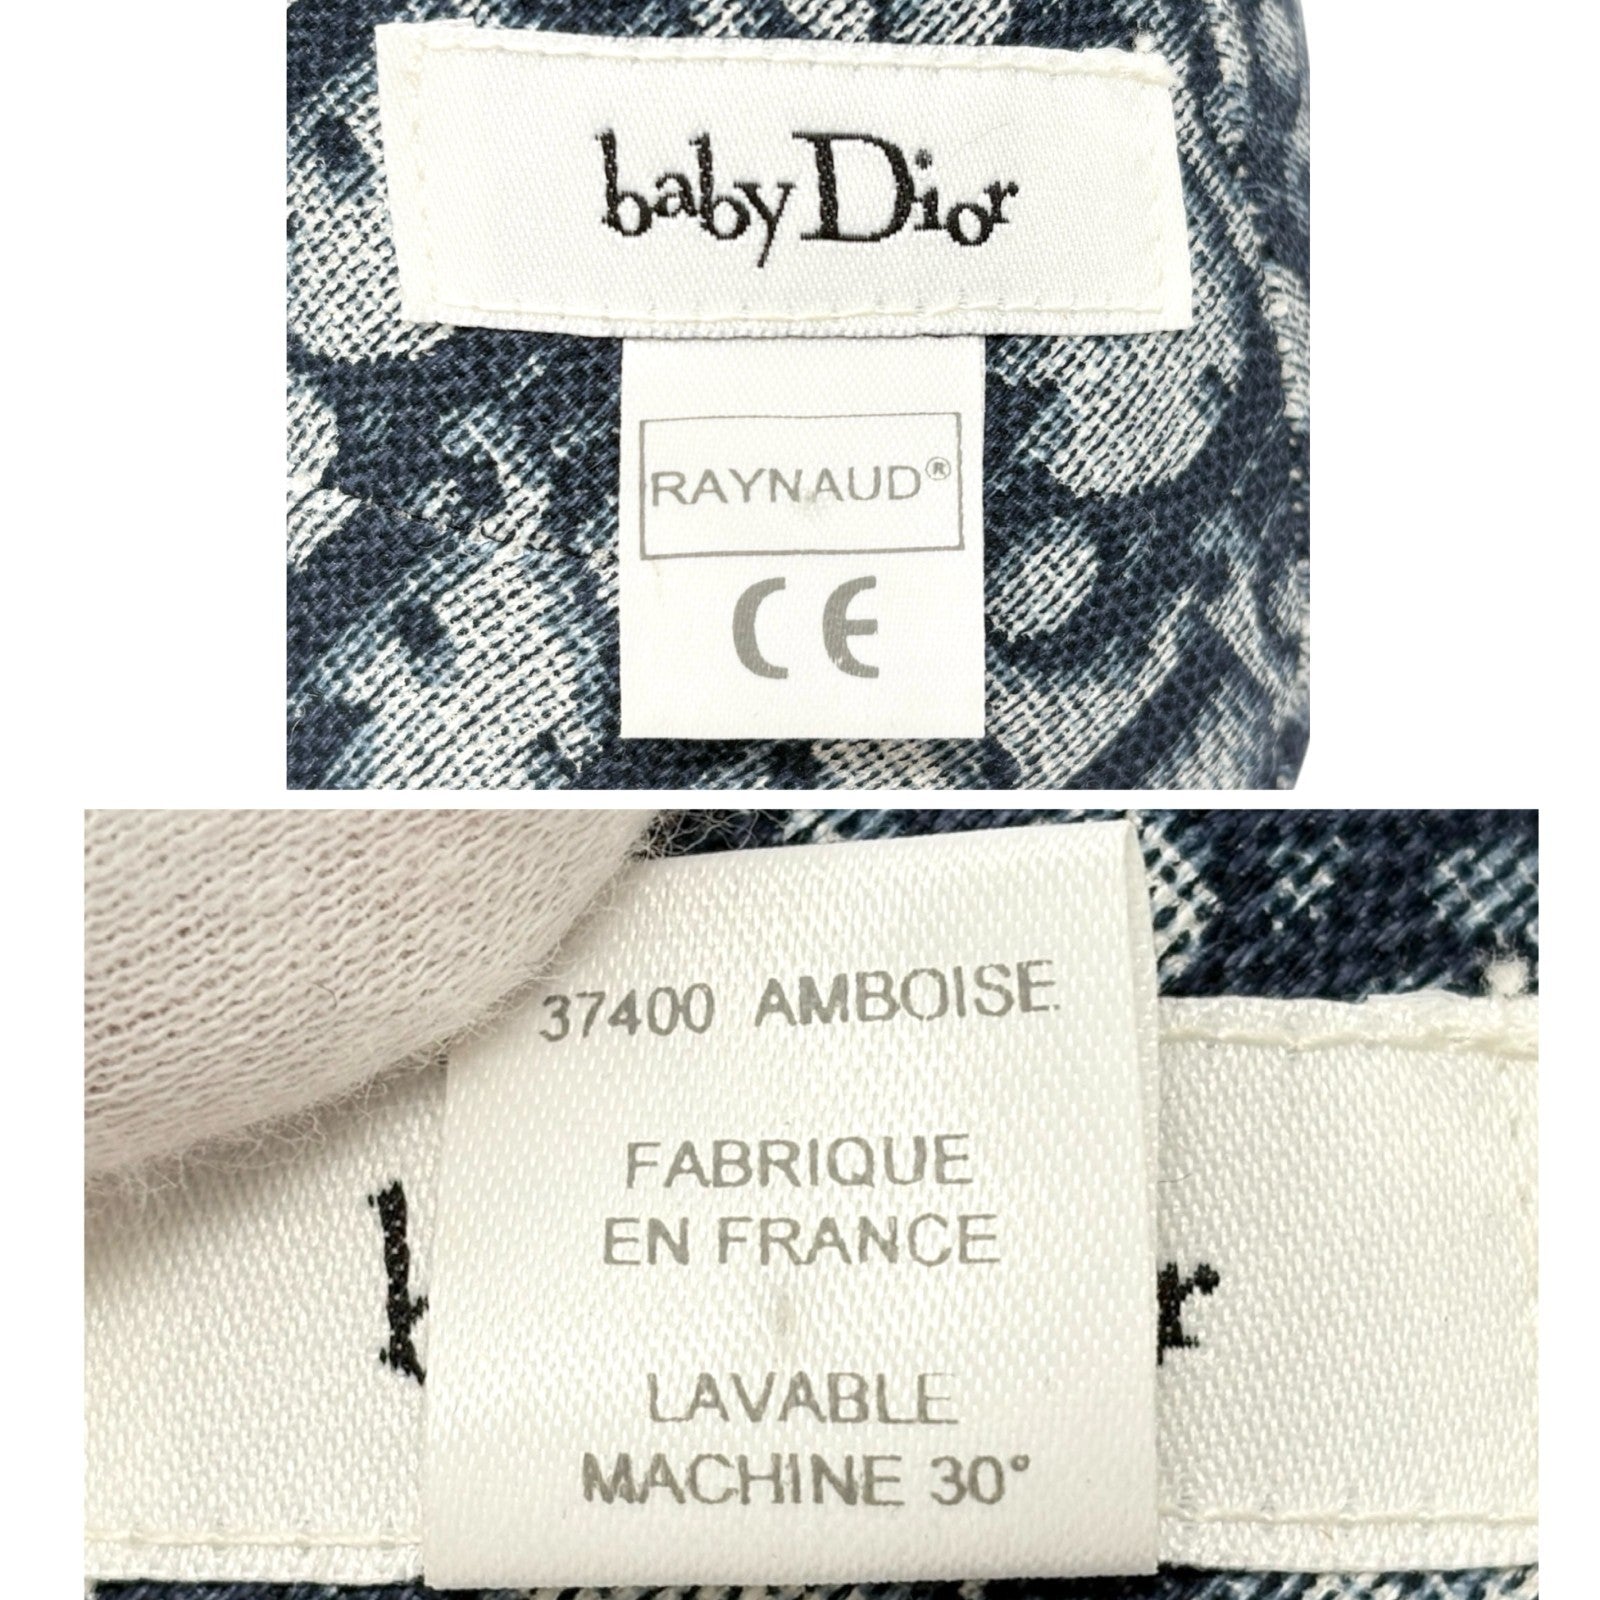 baby Dior
RAYNAUD®
CE
37400 AMBOISE
FABRIQUE
EN FRANCE
LAVABLE
MACHINE 30°
b r